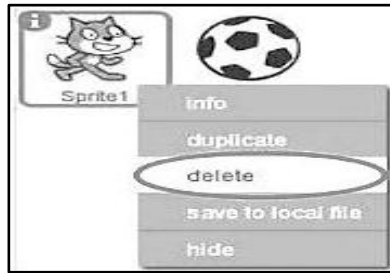 i
Sprite1
info
duplicate
delete
save to local file
hide